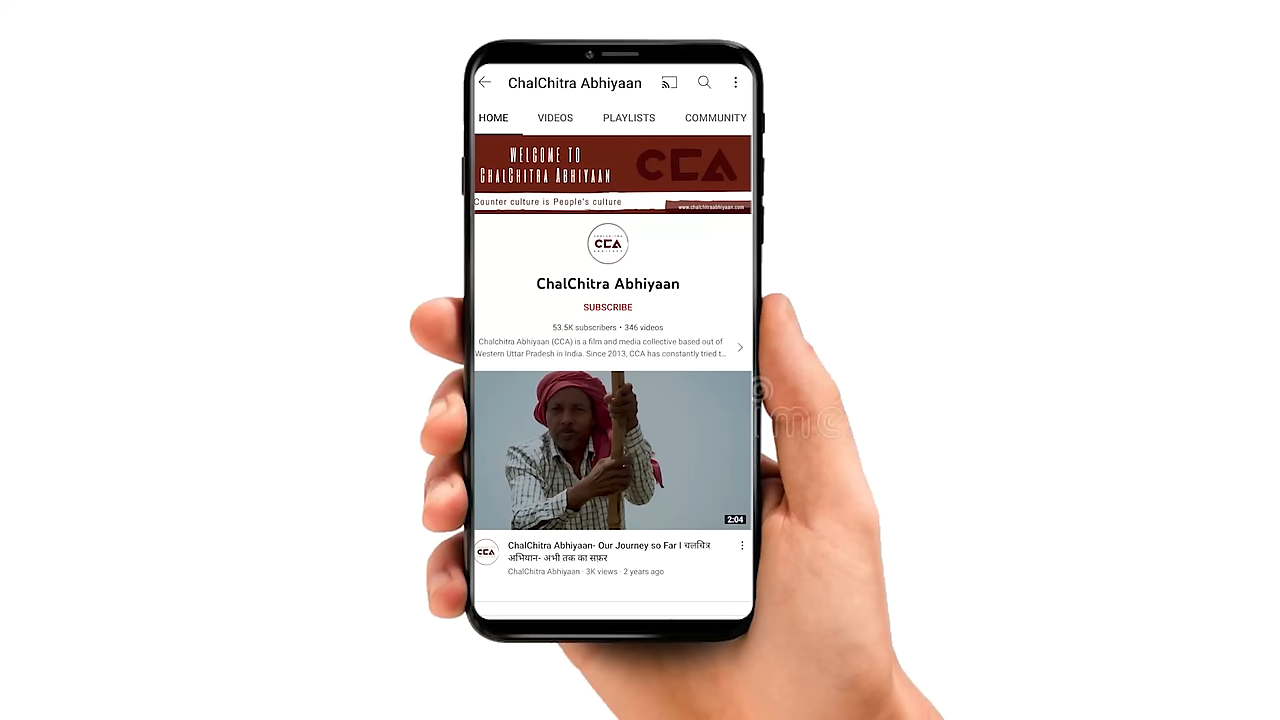 ChalChitra Abhiyaan
HOME VIDEOS PLAYLISTS COMMUNITY
WELCOME TO
CHALCHITRA ABHIYAAN
CCA
Counter culture is People's culture
www.chalchitraabhiyaan.com
CCA
ChalChitra Abhiyaan
SUBSCRIBE
53.5K subscribers • 346 videos
Chalchitra Abhiyaan (CCA) is a film and media collective based out of
Western Uttar Pradesh in India. Since 2013, CCA has constantly tried t...
2:04
CCA
ChalChitra Abhiyaan- Our Journey so Far I चलचित्र
अभियान- अभी तक का सफ़र
ChalChitra Abhiyaan · 3K views · 2 years ago